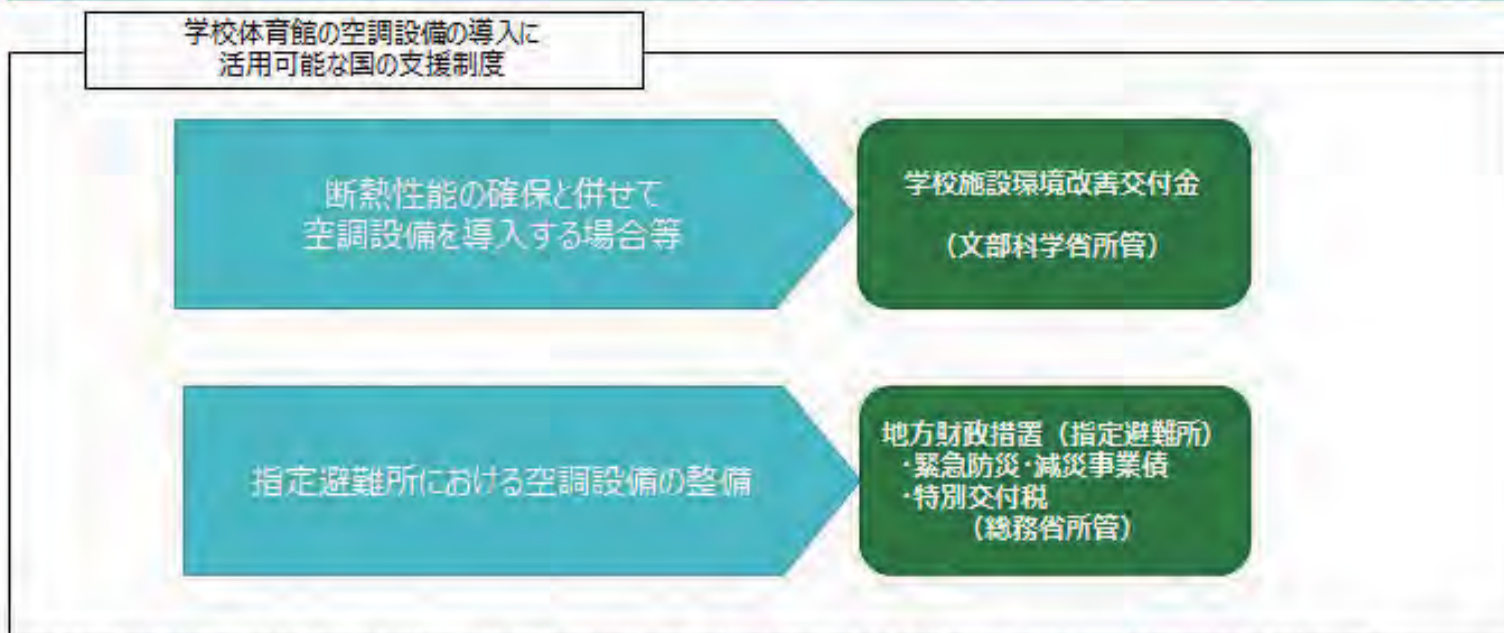 学校体育館の空調設備の導入に
活用可能な国の支援制度
断熱性能の確保と併せて
空調設備を導入する場合等
学校施設環境改善交付金
（文部科学省所管）
指定避難所における空調設備の整備
地方財政措置（指定避難所）
・緊急防災・減災事業債
・特別交付税
（総務省所管）